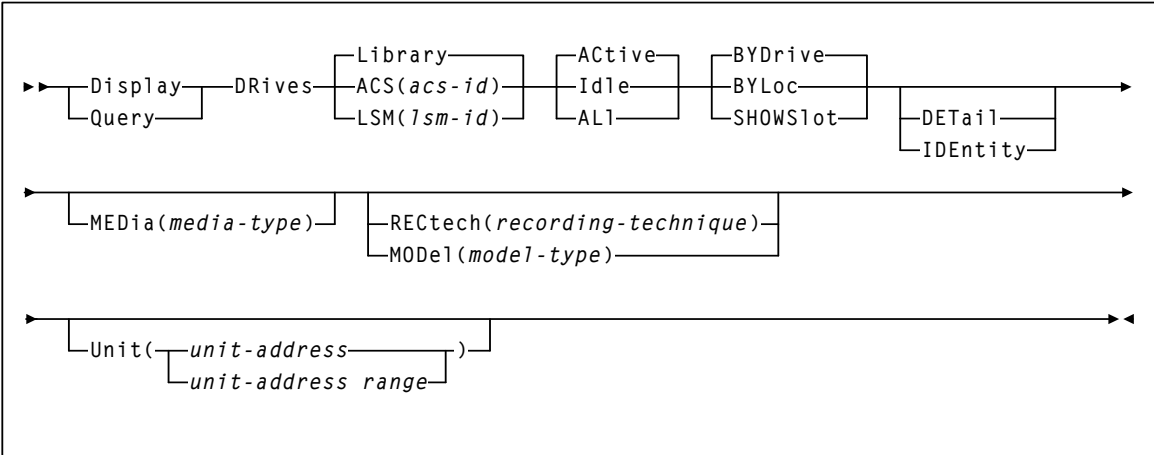 Library ACtive BYDrive
Display DRives ACS(acs-id) Idle BYLoc
Query LSM(lsm-id) ALl SHOWSlot DETail
IDEntity
MEDia(media-type) RECtech(recording-technique)
MODel(model-type)
Unit( unit-address )
unit-address range